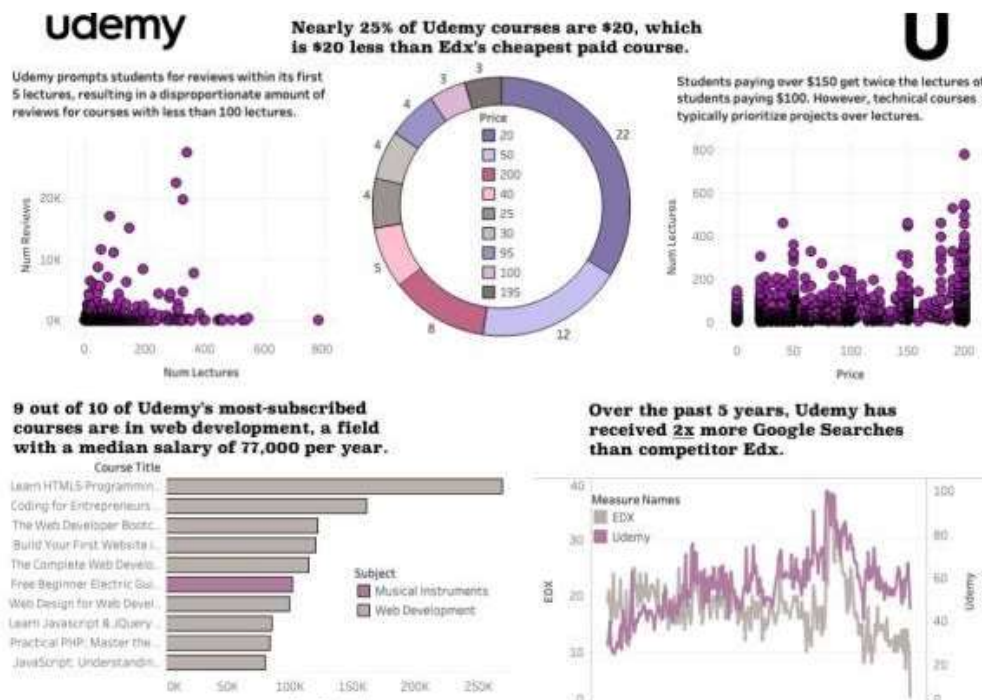 udemy
U
Nearly 25% of Udemy courses are $20, which
is $20 less than Edx's cheapest paid course.
Udemy prompts students for reviews within its first
5 lectures, resulting in a disproportionate amount of
reviews for courses with less than 100 lectures.
Num Reviews
20K
10K
0K
0
200
400
600
800
Num Lectures
3
3
4
4
4
5
8
12
22
Price
20
50
200
40
25
30
95
100
195
Students paying over $150 get twice the lectures of
students paying $100. However, technical courses
typically prioritize projects over lectures.
Num Lectures
800
600
400
200
0
0
50
100
150
200
Price
9 out of 10 of Udemy's most-subscribed
courses are in web development, a field
with a median salary of 77,000 per year.
Course Title
Learn HTML5 Programmin..
Coding for Entrepreneurs ..
The Web Developer Bootc..
Build Your First Website i..
The Complete Web Develo..
Free Beginner Electric Gui..
Web Design for Web Devel..
Learn Javascript & JQuery ..
Practical PHP: Master the ..
JavaScript: Understandin..
0K
50K
100K
150K
200K
250K
Subject
Musical Instruments
Web Development
Over the past 5 years, Udemy has
received 2x more Google Searches
than competitor Edx.
Measure Names
EDX
Udemy
EDX
40
30
20
10
0
100
80
60
40
20
Udemy